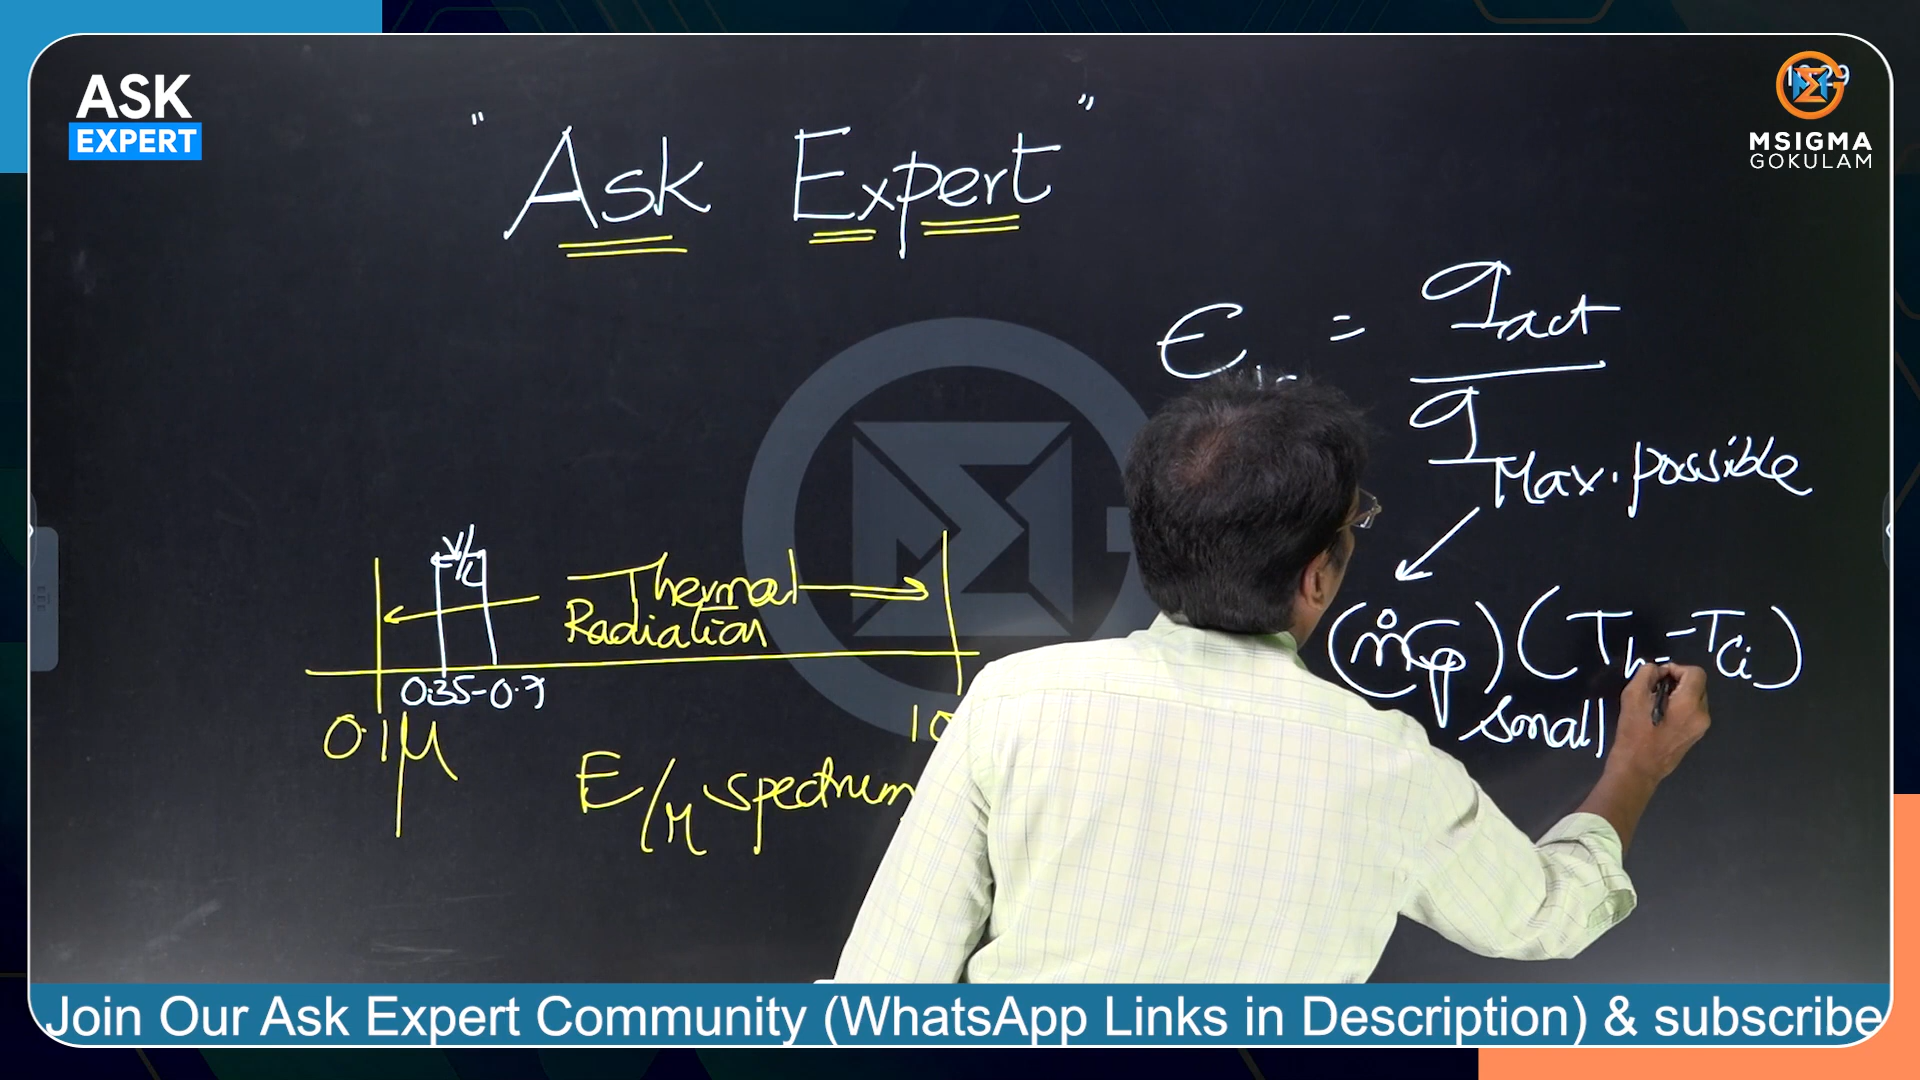 ASK
EXPERT
MSIGMA
GOKULAM
" Ask Expert "
ϵ = q act
q Max. possible
(ṁCp) small (Th - Tci)
V/L
Thermal
Radiation
0.35-0.7
0.1μ
10
E/M spectrum
Join Our Ask Expert Community (WhatsApp Links in Description) & subscribe